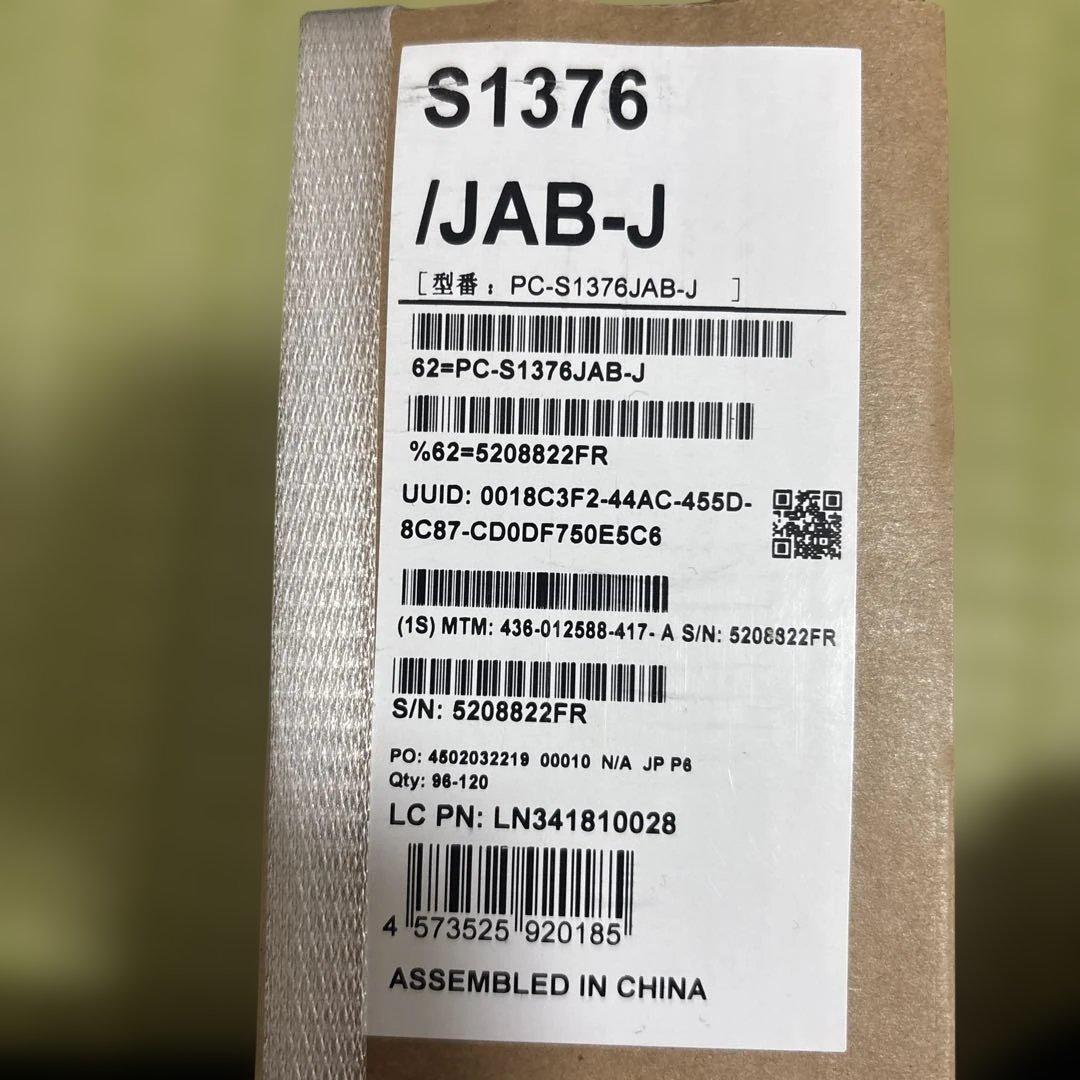 S1376
/JAB-J
［型番：PC-S1376JAB-J］
62=PC-S1376JAB-J
%62=5208822FR
UUID: 0018C3F2-44AC-455D-
8C87-CD0DF750E5C6
(1S) MTM: 436-012588-417- A S/N: 5208822FR
S/N: 5208822FR
PO: 4502032219 00010 N/A JP P6
Qty: 96-120
LC PN: LN341810028
4 573525 920185
ASSEMBLED IN CHINA